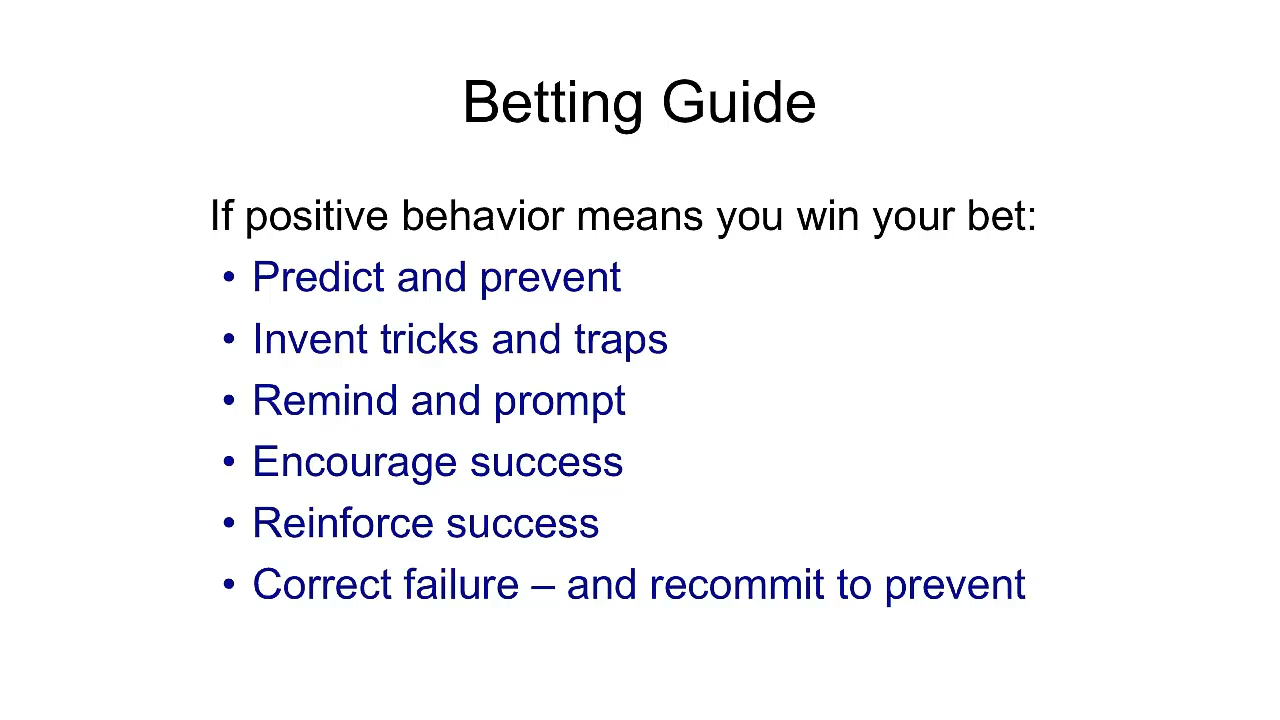 Betting Guide
If positive behavior means you win your bet:
• Predict and prevent
• Invent tricks and traps
• Remind and prompt
• Encourage success
• Reinforce success
• Correct failure – and recommit to prevent